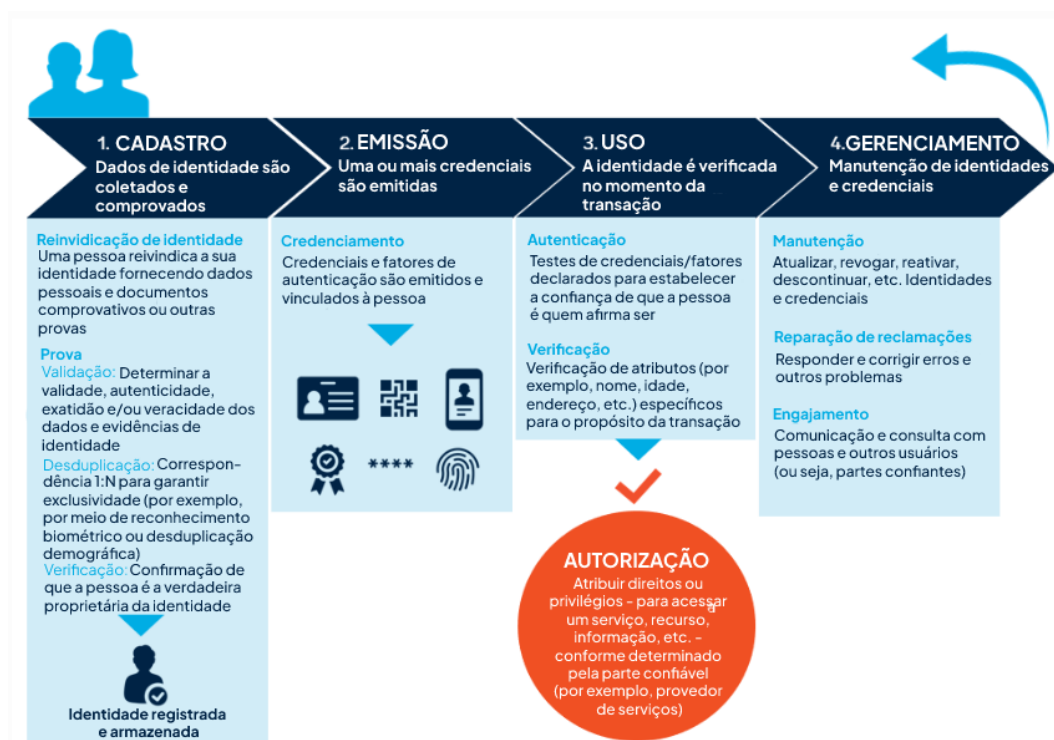 1. CADASTRO
Dados de identidade são
coletados e
comprovados
2. EMISSÃO
Uma ou mais credenciais
são emitidas
3. USO
A identidade é verificada
no momento da
transação
4.GERENCIAMENTO
Manutenção de identidades
e credenciais
Reinvidicação de identidade
Uma pessoa reivindica a sua
identidade fornecendo dados
pessoais e documentos
comprovativos ou outras
provas
Prova
Validação: Determinar a
validade, autenticidade,
exatidão e/ou veracidade dos
dados e evidências de
identidade
Desduplicação: Correspon-
dência 1:N para garantir
exclusividade (por exemplo,
por meio de reconhecimento
biométrico ou desduplicação
demográfica)
Verificação: Confirmação de
que a pessoa é a verdadeira
proprietária da identidade
Identidade registrada
e armazenada
Credenciamento
Credenciais e fatores de
autenticação são emitidos e
vinculados à pessoa
****
Autenticação
Testes de credenciais/fatores
declarados para estabelecer
a confiança de que a pessoa
é quem afirma ser
Verificação
Verificação de atributos (por
exemplo, nome, idade,
endereço, etc.) específicos
para o propósito da transação
AUTORIZAÇÃO
Atribuir direitos ou
privilégios - para acessar
um serviço, recurso,
informação, etc. -
conforme determinado
pela parte confiável
(por exemplo, provedor
de serviços)
Manutenção
Atualizar, revogar, reativar,
descontinuar, etc. Identidades
e credenciais
Reparação de reclamações
Responder e corrigir erros e
outros problemas
Engajamento
Comunicação e consulta com
pessoas e outros usuários
(ou seja, partes confiantes)